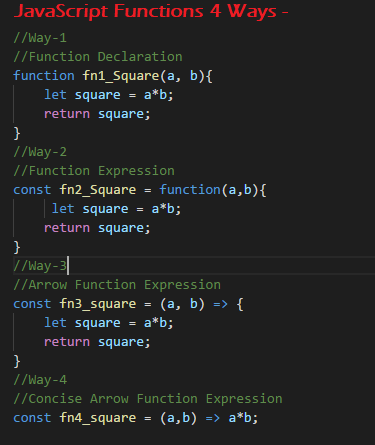 JavaScript Functions 4 Ways -
//Way-1
//Function Declaration
function fn1_Square(a, b){
    let square = a*b;
    return square;
}
//Way-2
//Function Expression
const fn2_Square = function(a,b){
     let square = a*b;
    return square;
}
//Way-3
//Arrow Function Expression
const fn3_square = (a, b) => {
    let square = a*b;
    return square;
}
//Way-4
//Concise Arrow Function Expression
const fn4_square = (a,b) => a*b;